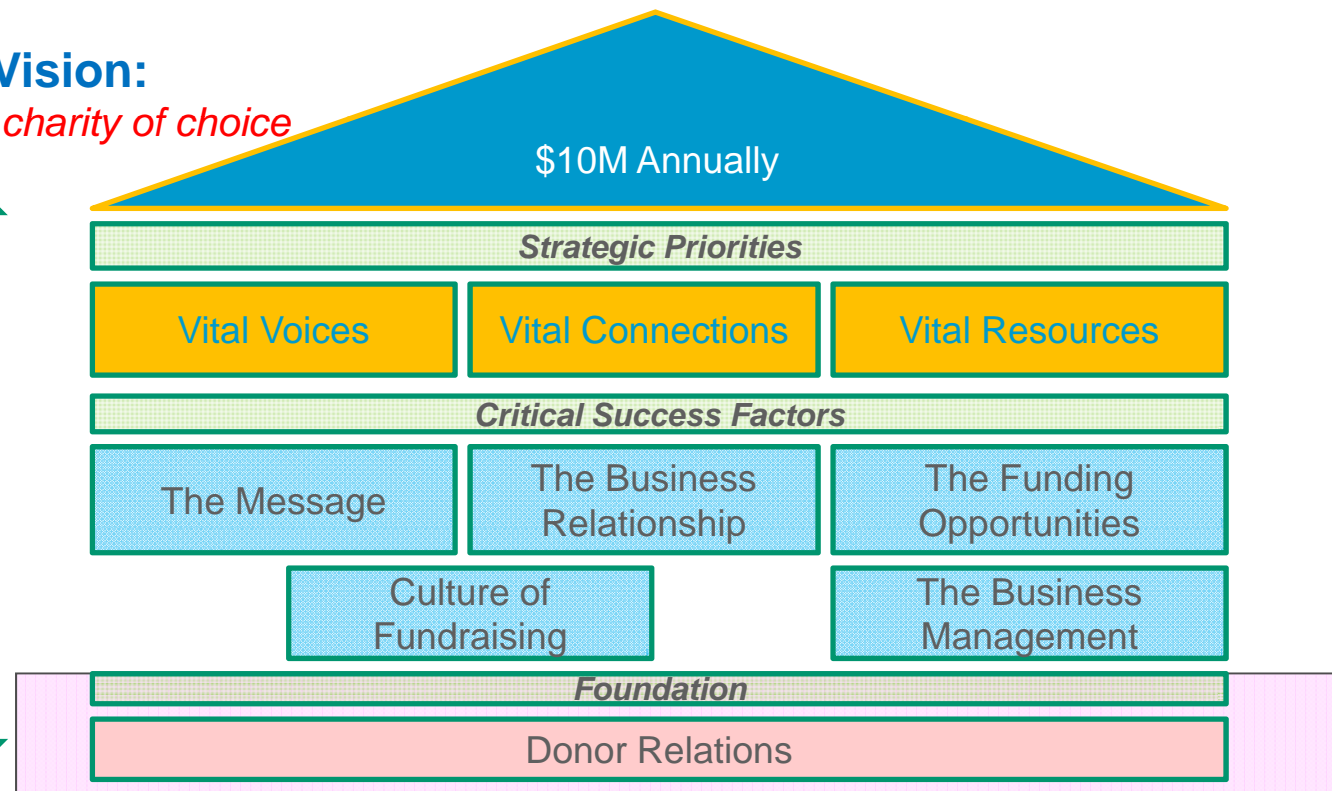 Vision:
charity of choice
$10M Annually
Strategic Priorities
Vital Voices
Vital Connections
Vital Resources
Critical Success Factors
The Message
The Business
Relationship
The Funding
Opportunities
Culture of
Fundraising
The Business
Management
Foundation
Donor Relations